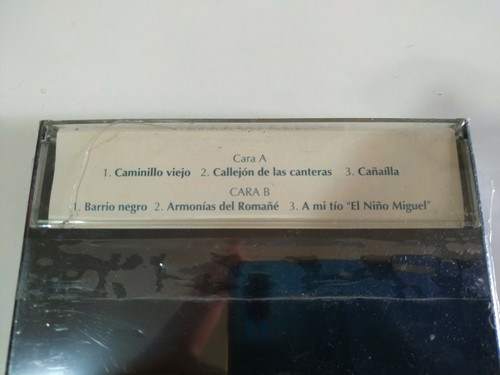 Cara A
1. Caminillo viejo 2. Callejón de las canteras 3. Cañaílla
CARA B
1. Barrio negro 2. Armonías del Romañé 3. A mi tío "El Niño Miguel"